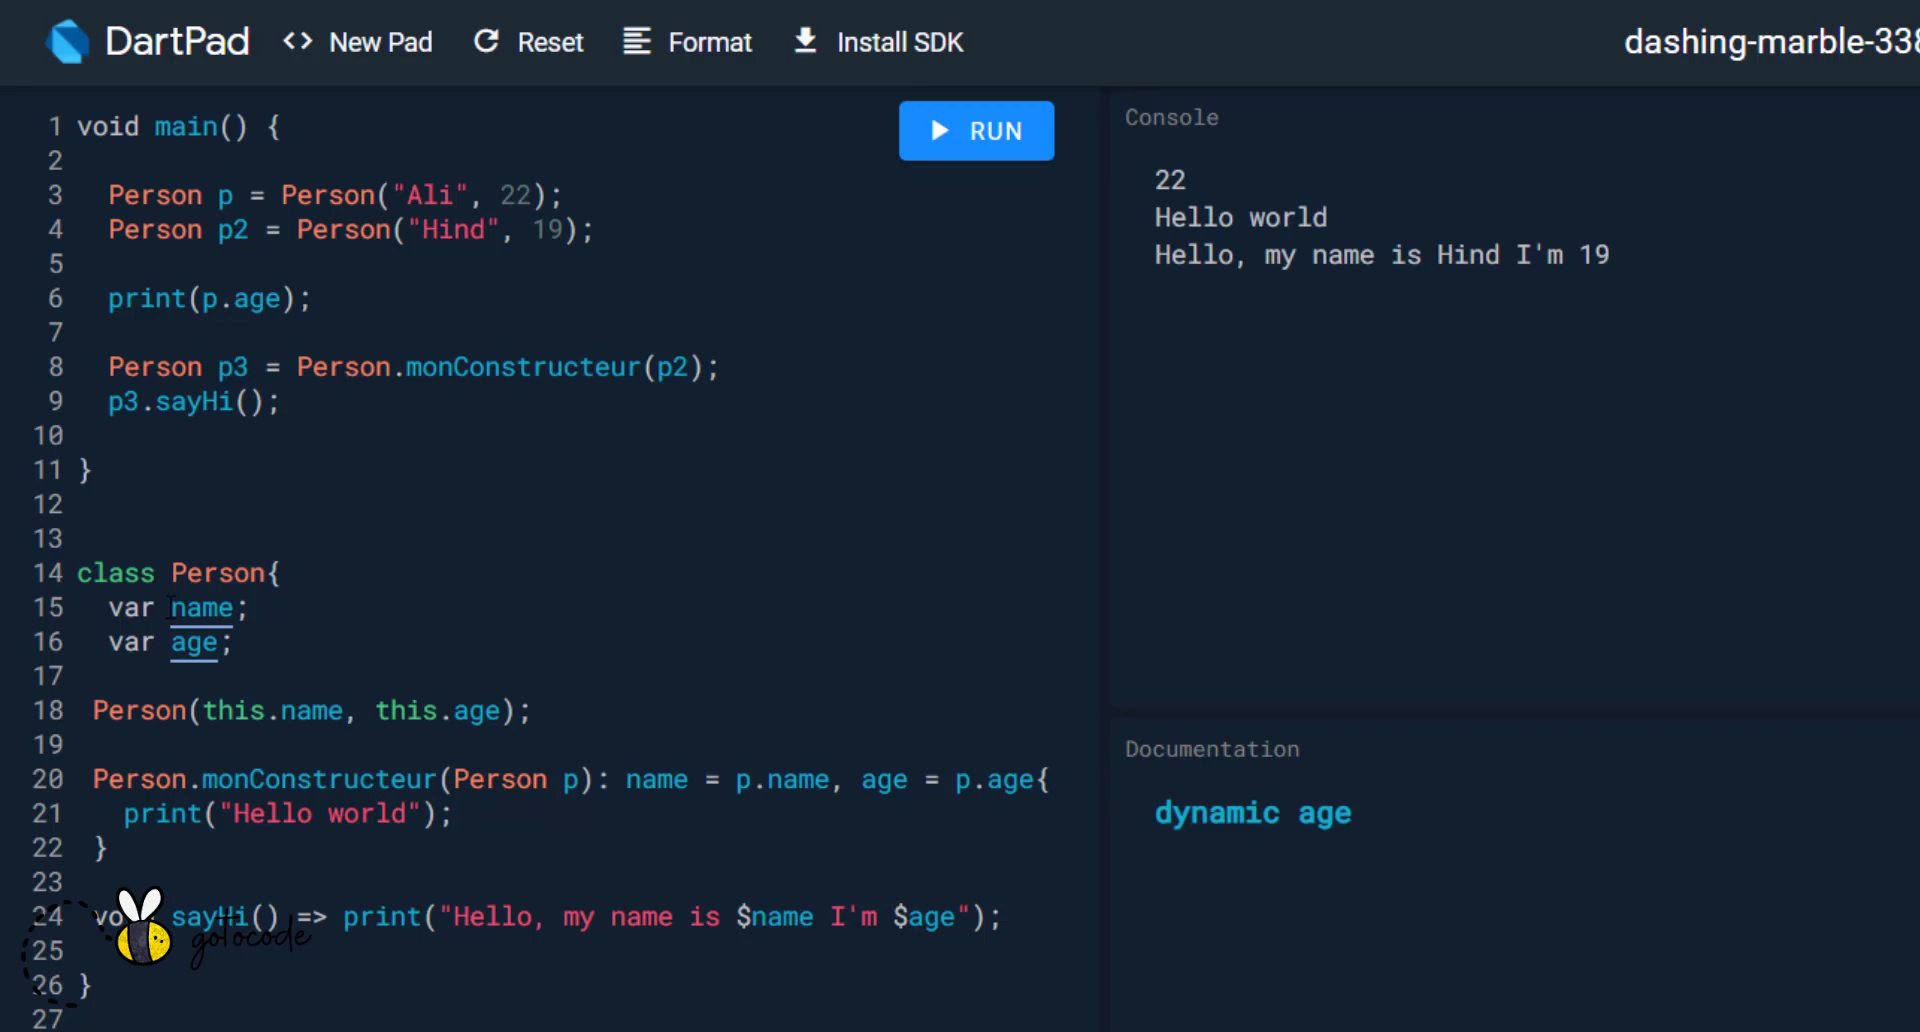 DartPad <> New Pad Reset Format Install SDK dashing-marble-338
1 void main() {
2
3 Person p = Person("Ali", 22);
4 Person p2 = Person("Hind", 19);
5
6 print(p.age);
7
8 Person p3 = Person.monConstructeur(p2);
9 p3.sayHi();
10
11 }
12
13
14 class Person{
15 var name;
16 var age;
17
18 Person(this.name, this.age);
19
20 Person.monConstructeur(Person p): name = p.name, age = p.age{
21 print("Hello world");
22 }
23
24 sayHi() => print("Hello, my name is $name I'm $age");
25
26 }
27
gotocode
RUN
Console
22
Hello world
Hello, my name is Hind I'm 19
Documentation
dynamic age